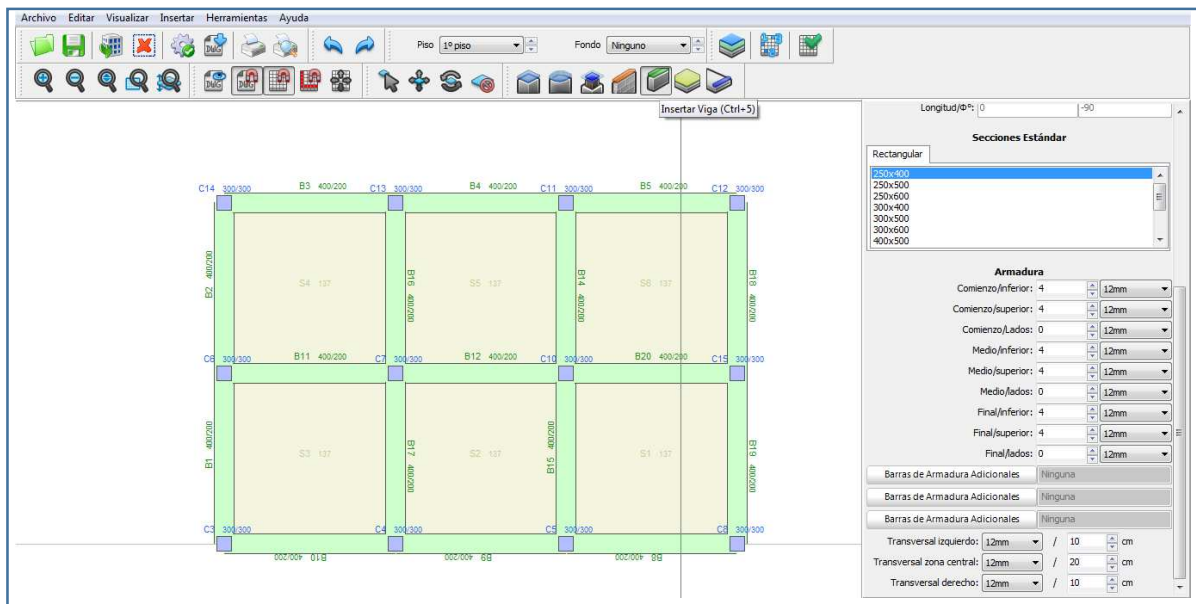 Archivo Editar Visualizar Insertar Herramientas Ayuda
DWG
Piso 1º piso
Fondo Ninguno
DWG DWG
Insertar Viga (Ctrl+5)
Longitud/Φº: 0 -90
Secciones Estándar
Rectangular
250x400
250x500
250x600
300x400
300x500
300x600
400x500
Armadura
Comienzo/inferior: 4 12mm
Comienzo/superior: 4 12mm
Comienzo/Lados: 0 12mm
Medio/inferior: 4 12mm
Medio/superior: 4 12mm
Medio/lados: 0 12mm
Final/inferior: 4 12mm
Final/superior: 4 12mm
Final/lados: 0 12mm
Barras de Armadura Adicionales Ninguna
Barras de Armadura Adicionales Ninguna
Barras de Armadura Adicionales Ninguna
Transversal izquierdo: 12mm / 10 cm
Transversal zona central: 12mm / 20 cm
Transversal derecho: 12mm / 10 cm
C14 300/300 B3 400/200 C13 300/300 B4 400/200 C11 300/300 B5 400/200 C12 300/300
B2 400/200
S4 137
B16 400/200
S5 137
B14 400/200
S6 137
B18 400/200
C6 300/300 B11 400/200 C7 300/300 B12 400/200 C10 300/300 B20 400/200 C15 300/300
B1 400/200
S3 137
B17 400/200
S2 137
B15 400/200
S1 137
B19 400/200
C3 300/300 C4 300/300 C5 300/300 C8 300/300
B10 400/200
B9 400/200
B8 400/200